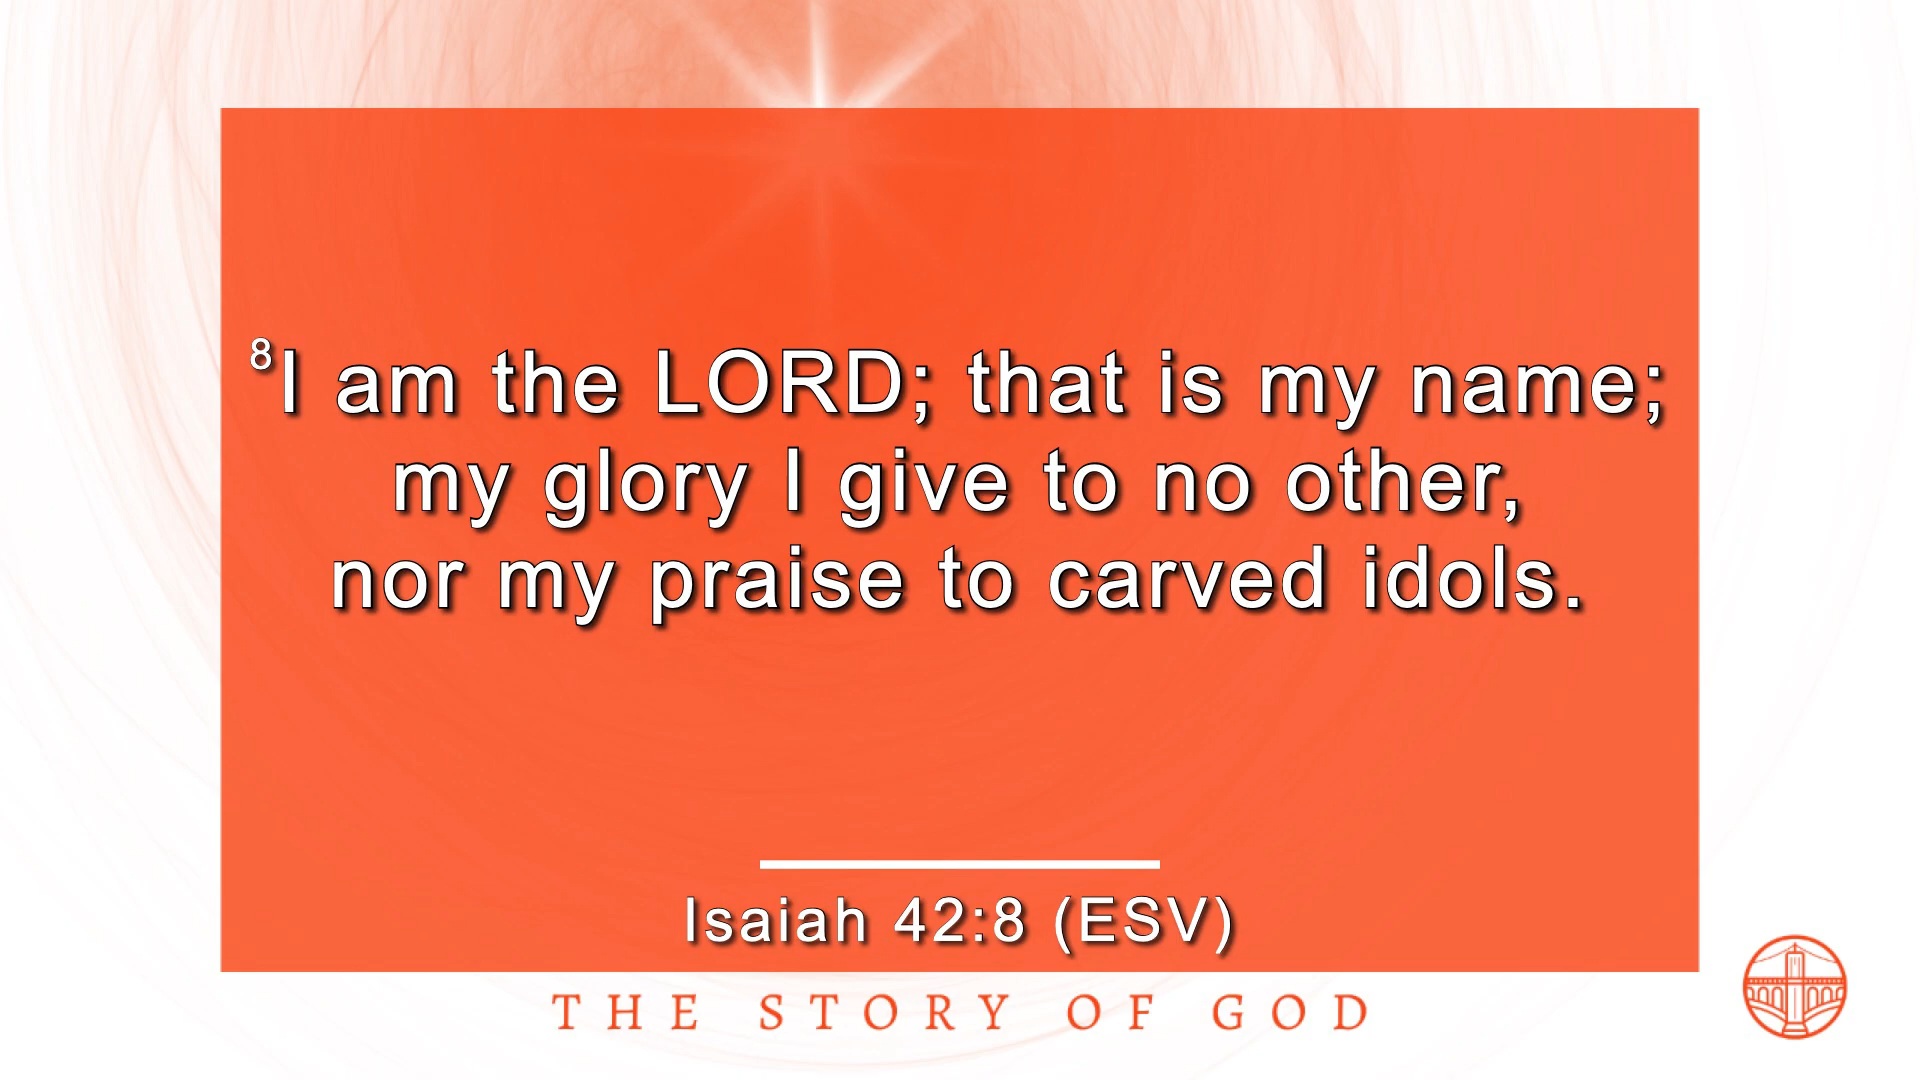 ⁸I am the LORD; that is my name;
my glory I give to no other,
nor my praise to carved idols.
Isaiah 42:8 (ESV)
THE STORY OF GOD